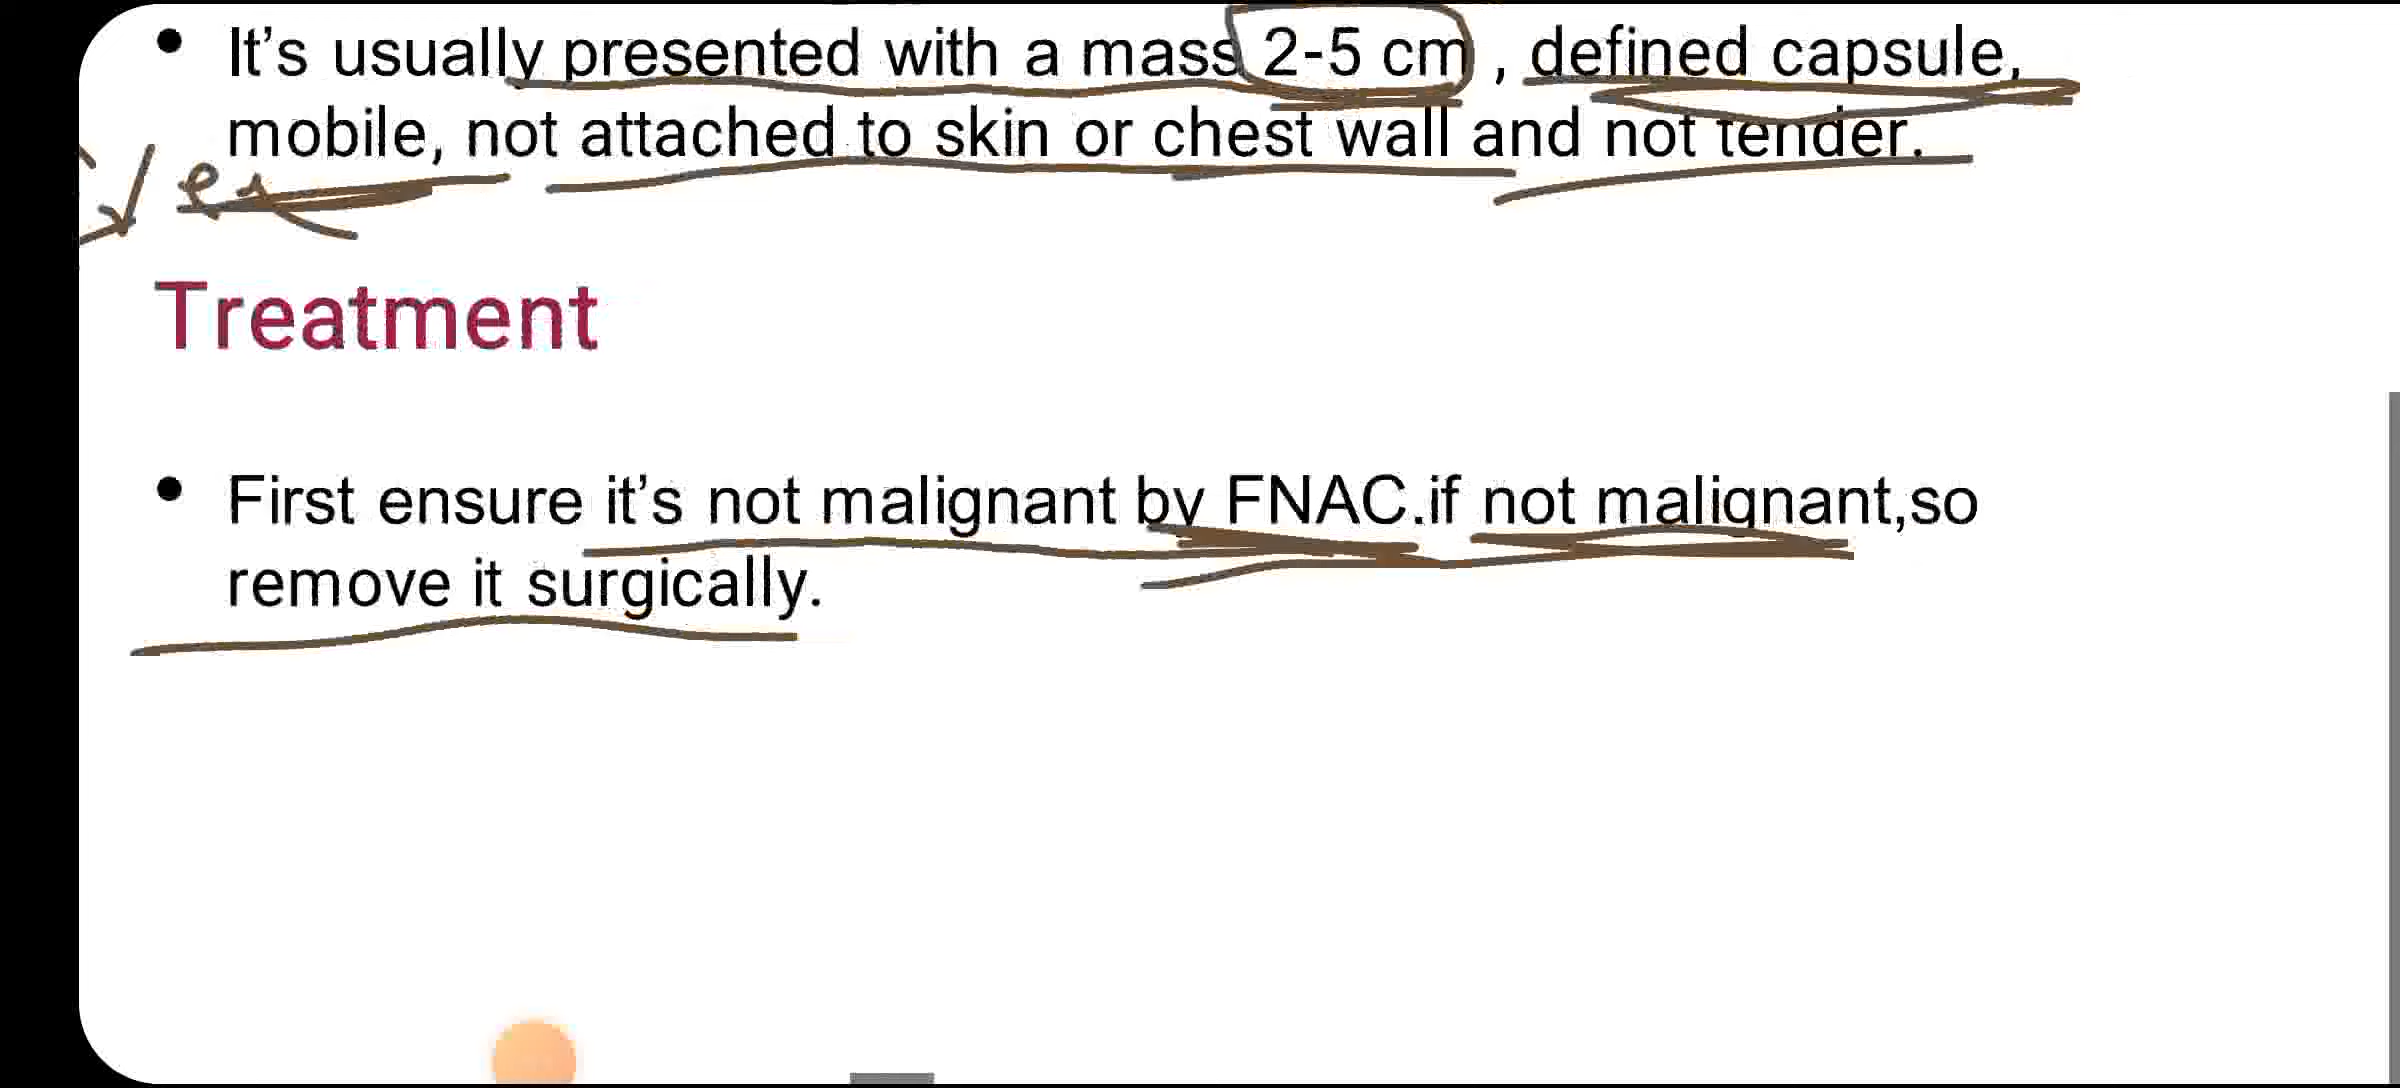 • It's usually presented with a mass 2-5 cm , defined capsule,
mobile, not attached to skin or chest wall and not tender.
Treatment
• First ensure it's not malignant by FNAC.if not malignant,so
remove it surgically.